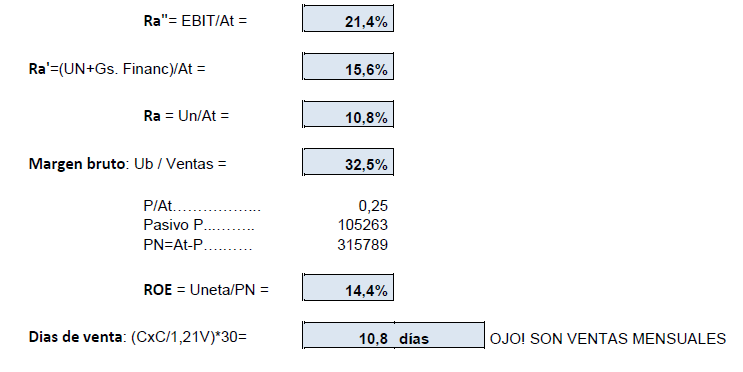 Ra"= EBIT/At = 21,4%
Ra'=(UN+Gs. Financ)/At = 15,6%
Ra = Un/At = 10,8%
Margen bruto: Ub / Ventas = 32,5%
P/At…………….. 0,25
Pasivo P...…….. 105263
PN=At-P….…… 315789
ROE = Uneta/PN = 14,4%
Dias de venta: (CxC/1,21V)*30= 10,8 días OJO! SON VENTAS MENSUALES